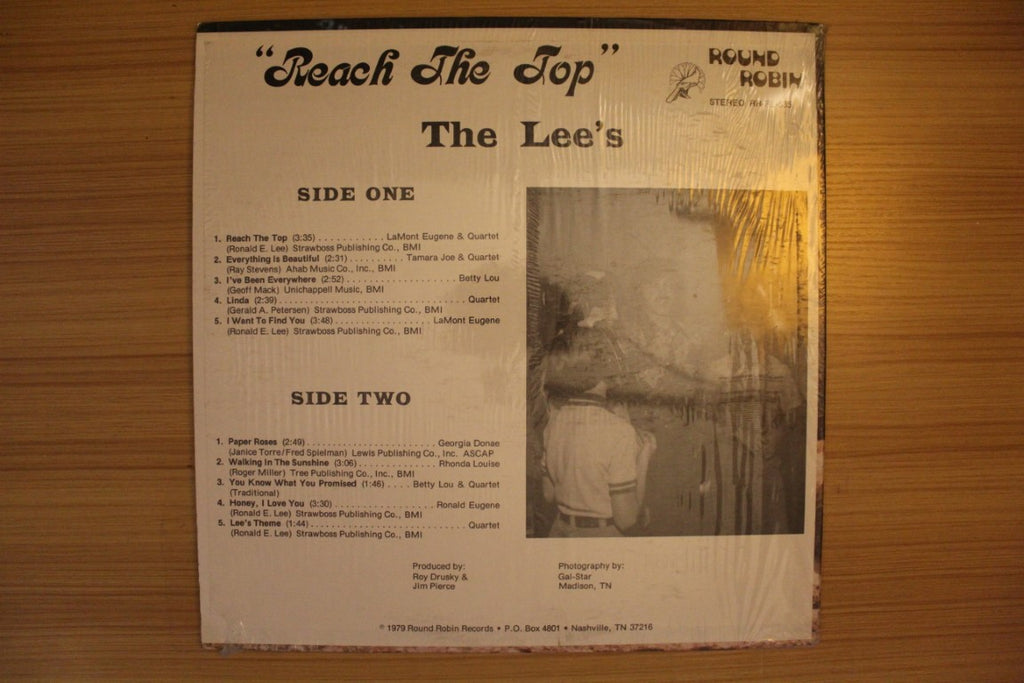 "Reach The Top"
ROUND
ROBIN
STEREO
The Lee's
SIDE ONE
1. Reach The Top (3:35) . . . . . . . . . . . LaMont Eugene & Quartet
(Ronald E. Lee) Strawboss Publishing Co., BMI
2. Everything Is Beautiful (2:31) . . . . . . . . . . Tamara Joe & Quartet
(Ray Stevens) Ahab Music Co., Inc., BMI
3. I've Been Everywhere (2:52) . . . . . . . . . . . . . . . . . . . . Betty Lou
(Geoff Mack) Unichappell Music, BMI
4. Linda (2:39) . . . . . . . . . . . . . . . . . . . . . . . . . . . . . . . . . . Quartet
(Gerald A. Petersen) Strawboss Publishing Co., BMI
5. I Want To Find You (3:48) . . . . . . . . . . . . . . . . . LaMont Eugene
(Ronald E. Lee) Strawboss Publishing Co., BMI
SIDE TWO
1. Paper Roses (2:49) . . . . . . . . . . . . . . . . . . . . . . . Georgia Donae
(Janice Torre/Fred Spielman) Lewis Publishing Co., Inc. ASCAP
2. Walking In The Sunshine (3:06) . . . . . . . . . . . . . . Rhonda Louise
(Roger Miller) Tree Publishing Co., Inc., BMI
3. You Know What You Promised (1:46) . . . . Betty Lou & Quartet
(Traditional)
4. Honey, I Love You (3:30) . . . . . . . . . . . . . . . . . . Ronald Eugene
(Ronald E. Lee) Strawboss Publishing Co., BMI
5. Lee's Theme (1:44) . . . . . . . . . . . . . . . . . . . . . . . . . . . . Quartet
(Ronald E. Lee) Strawboss Publishing Co., BMI
Produced by:
Roy Drusky &
Jim Pierce
Photography by:
Gal-Star
Madison, TN
℗ 1979 Round Robin Records • P.O. Box 4801 • Nashville, TN 37216